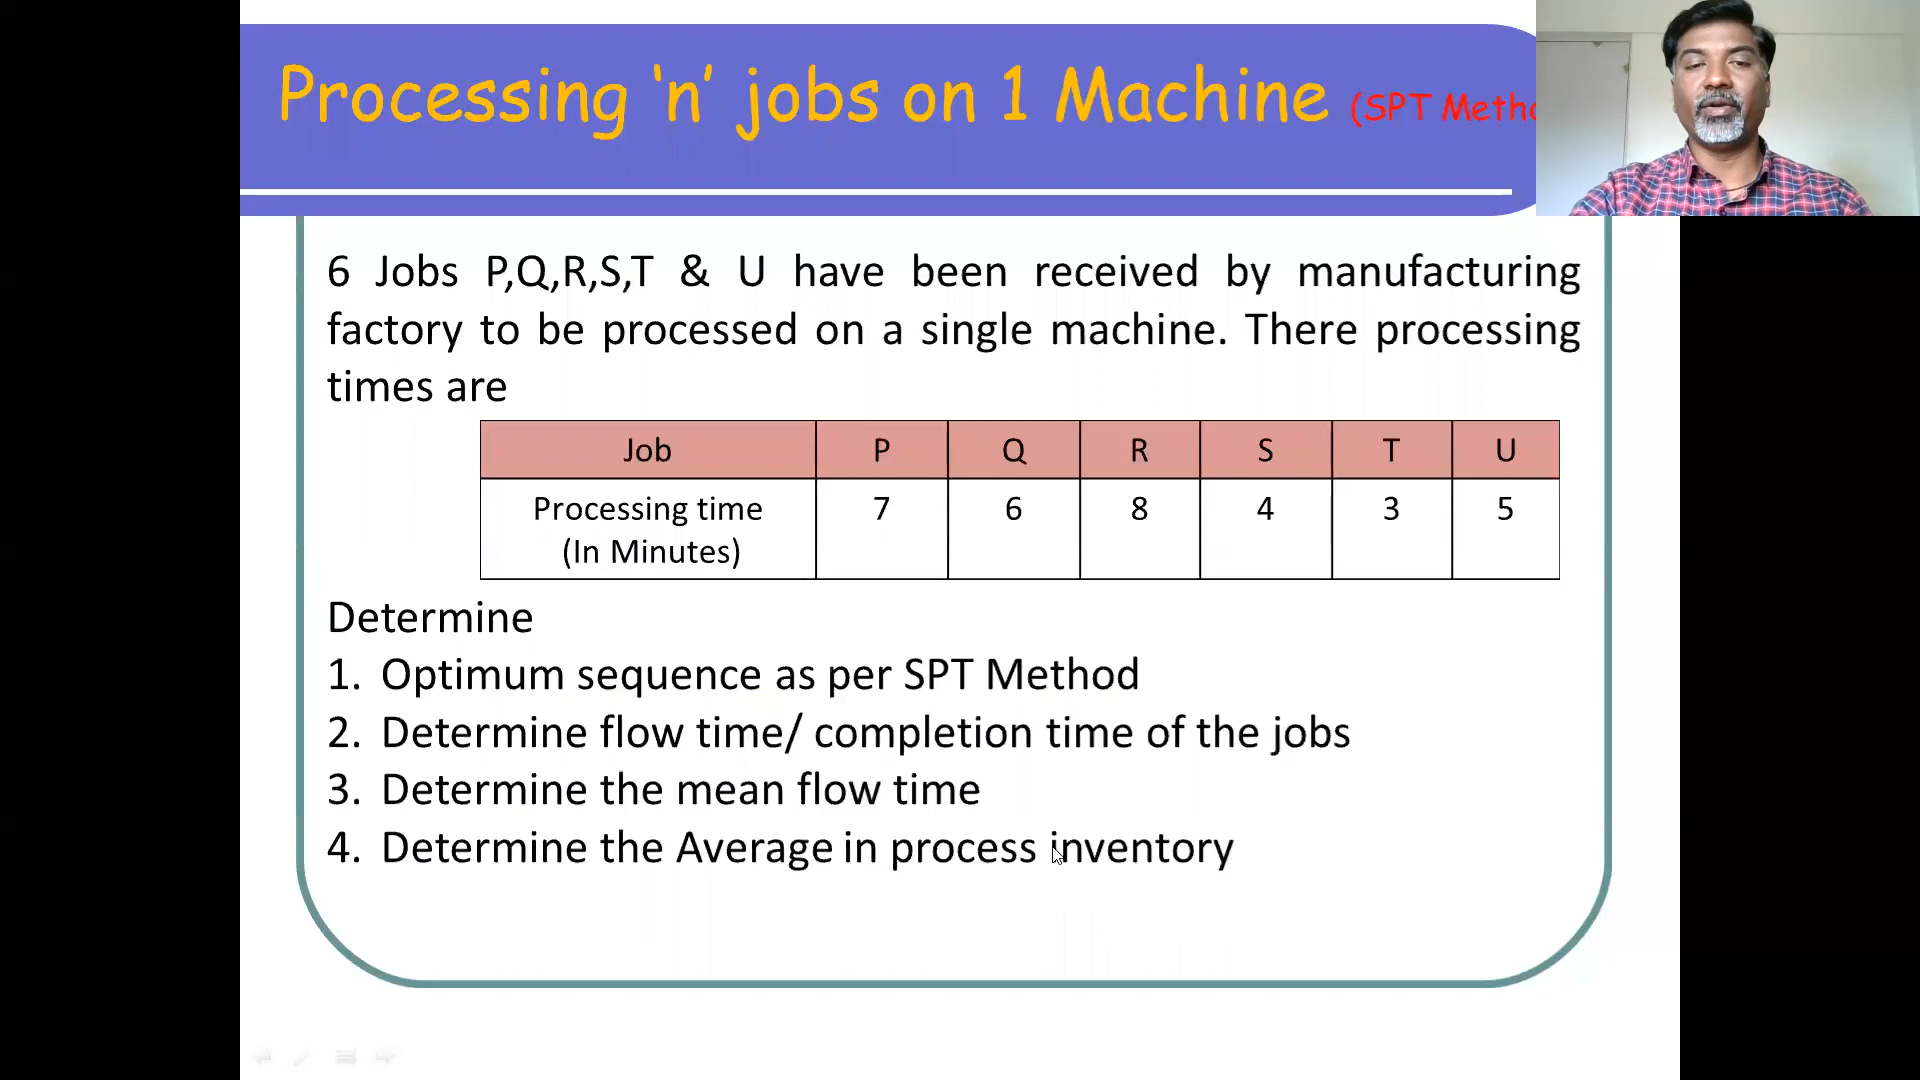 Processing ‘n’ jobs on 1 Machine (SPT
6 Jobs P,Q,R,S,T & U have been received by manufacturing
factory to be processed on a single machine. There processing
times are
Job P Q R S T U
Processing time 7 6 8 4 3 5
(In Minutes)
Determine
1. Optimum sequence as per SPT Method
2. Determine flow time/ completion time of the jobs
3. Determine the mean flow time
4. Determine the Average in process inventory